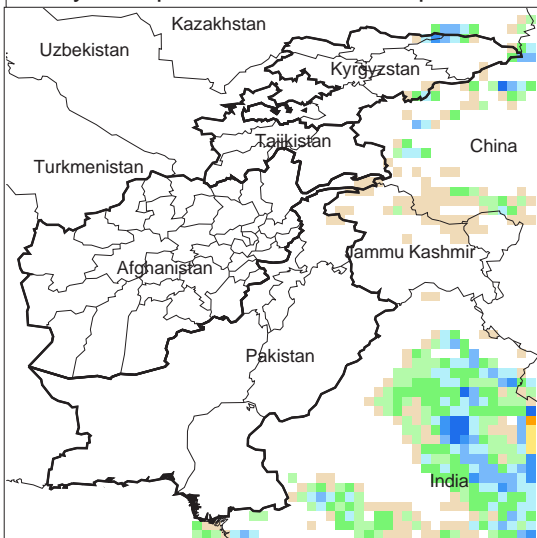 Kazakhstan
Uzbekistan
Kyrgyzstan
Tajikistan
China
Turkmenistan
Jammu Kashmir
Afghanistan
Pakistan
India